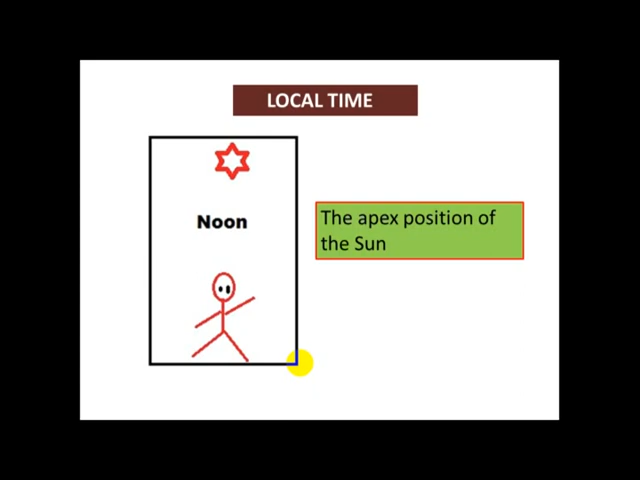 LOCAL TIME
Noon
The apex position of
the Sun